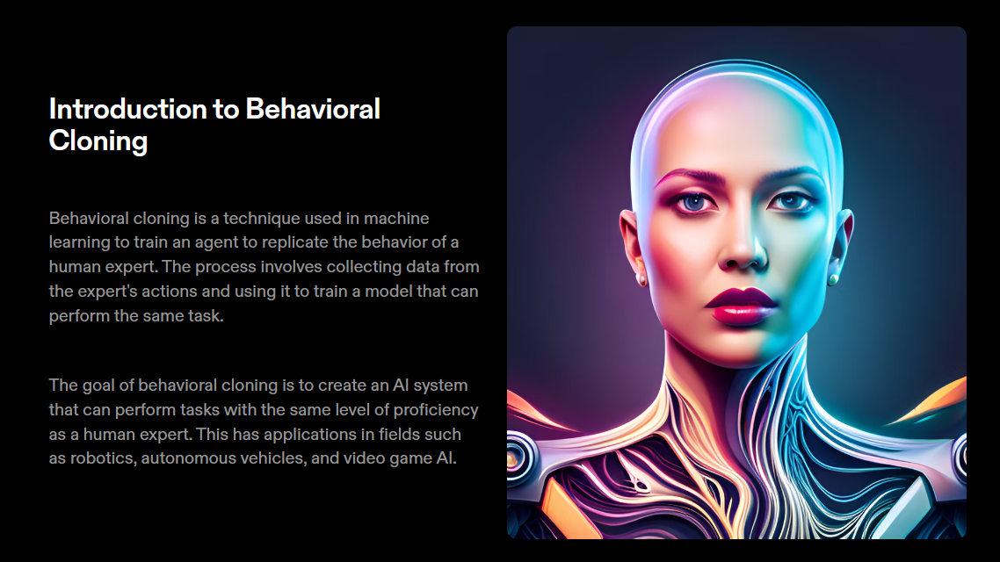 Introduction to Behavioral
Cloning
Behavioral cloning is a technique used in machine
learning to train an agent to replicate the behavior of a
human expert. The process involves collecting data from
the expert's actions and using it to train a model that can
perform the same task.
The goal of behavioral cloning is to create an AI system
that can perform tasks with the same level of proficiency
as a human expert. This has applications in fields such
as robotics, autonomous vehicles, and video game AI.